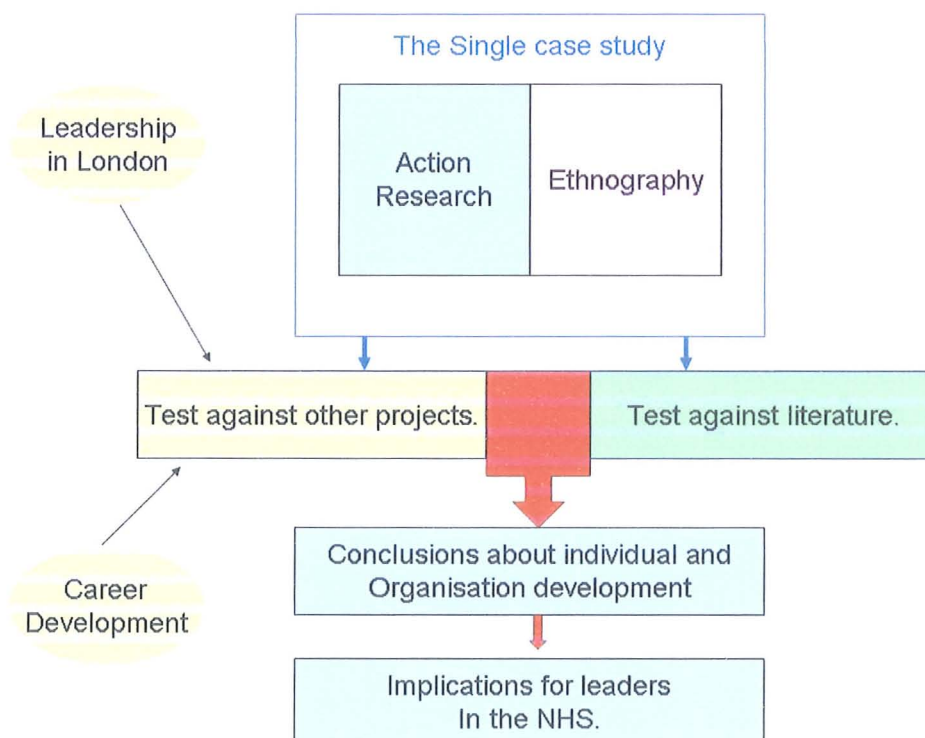 The Single case study
Leadership
in London
Action
Research
Ethnography
Test against other projects.
Test against literature.
Conclusions about individual and
Organisation development
Career
Development
Implications for leaders
In the NHS.